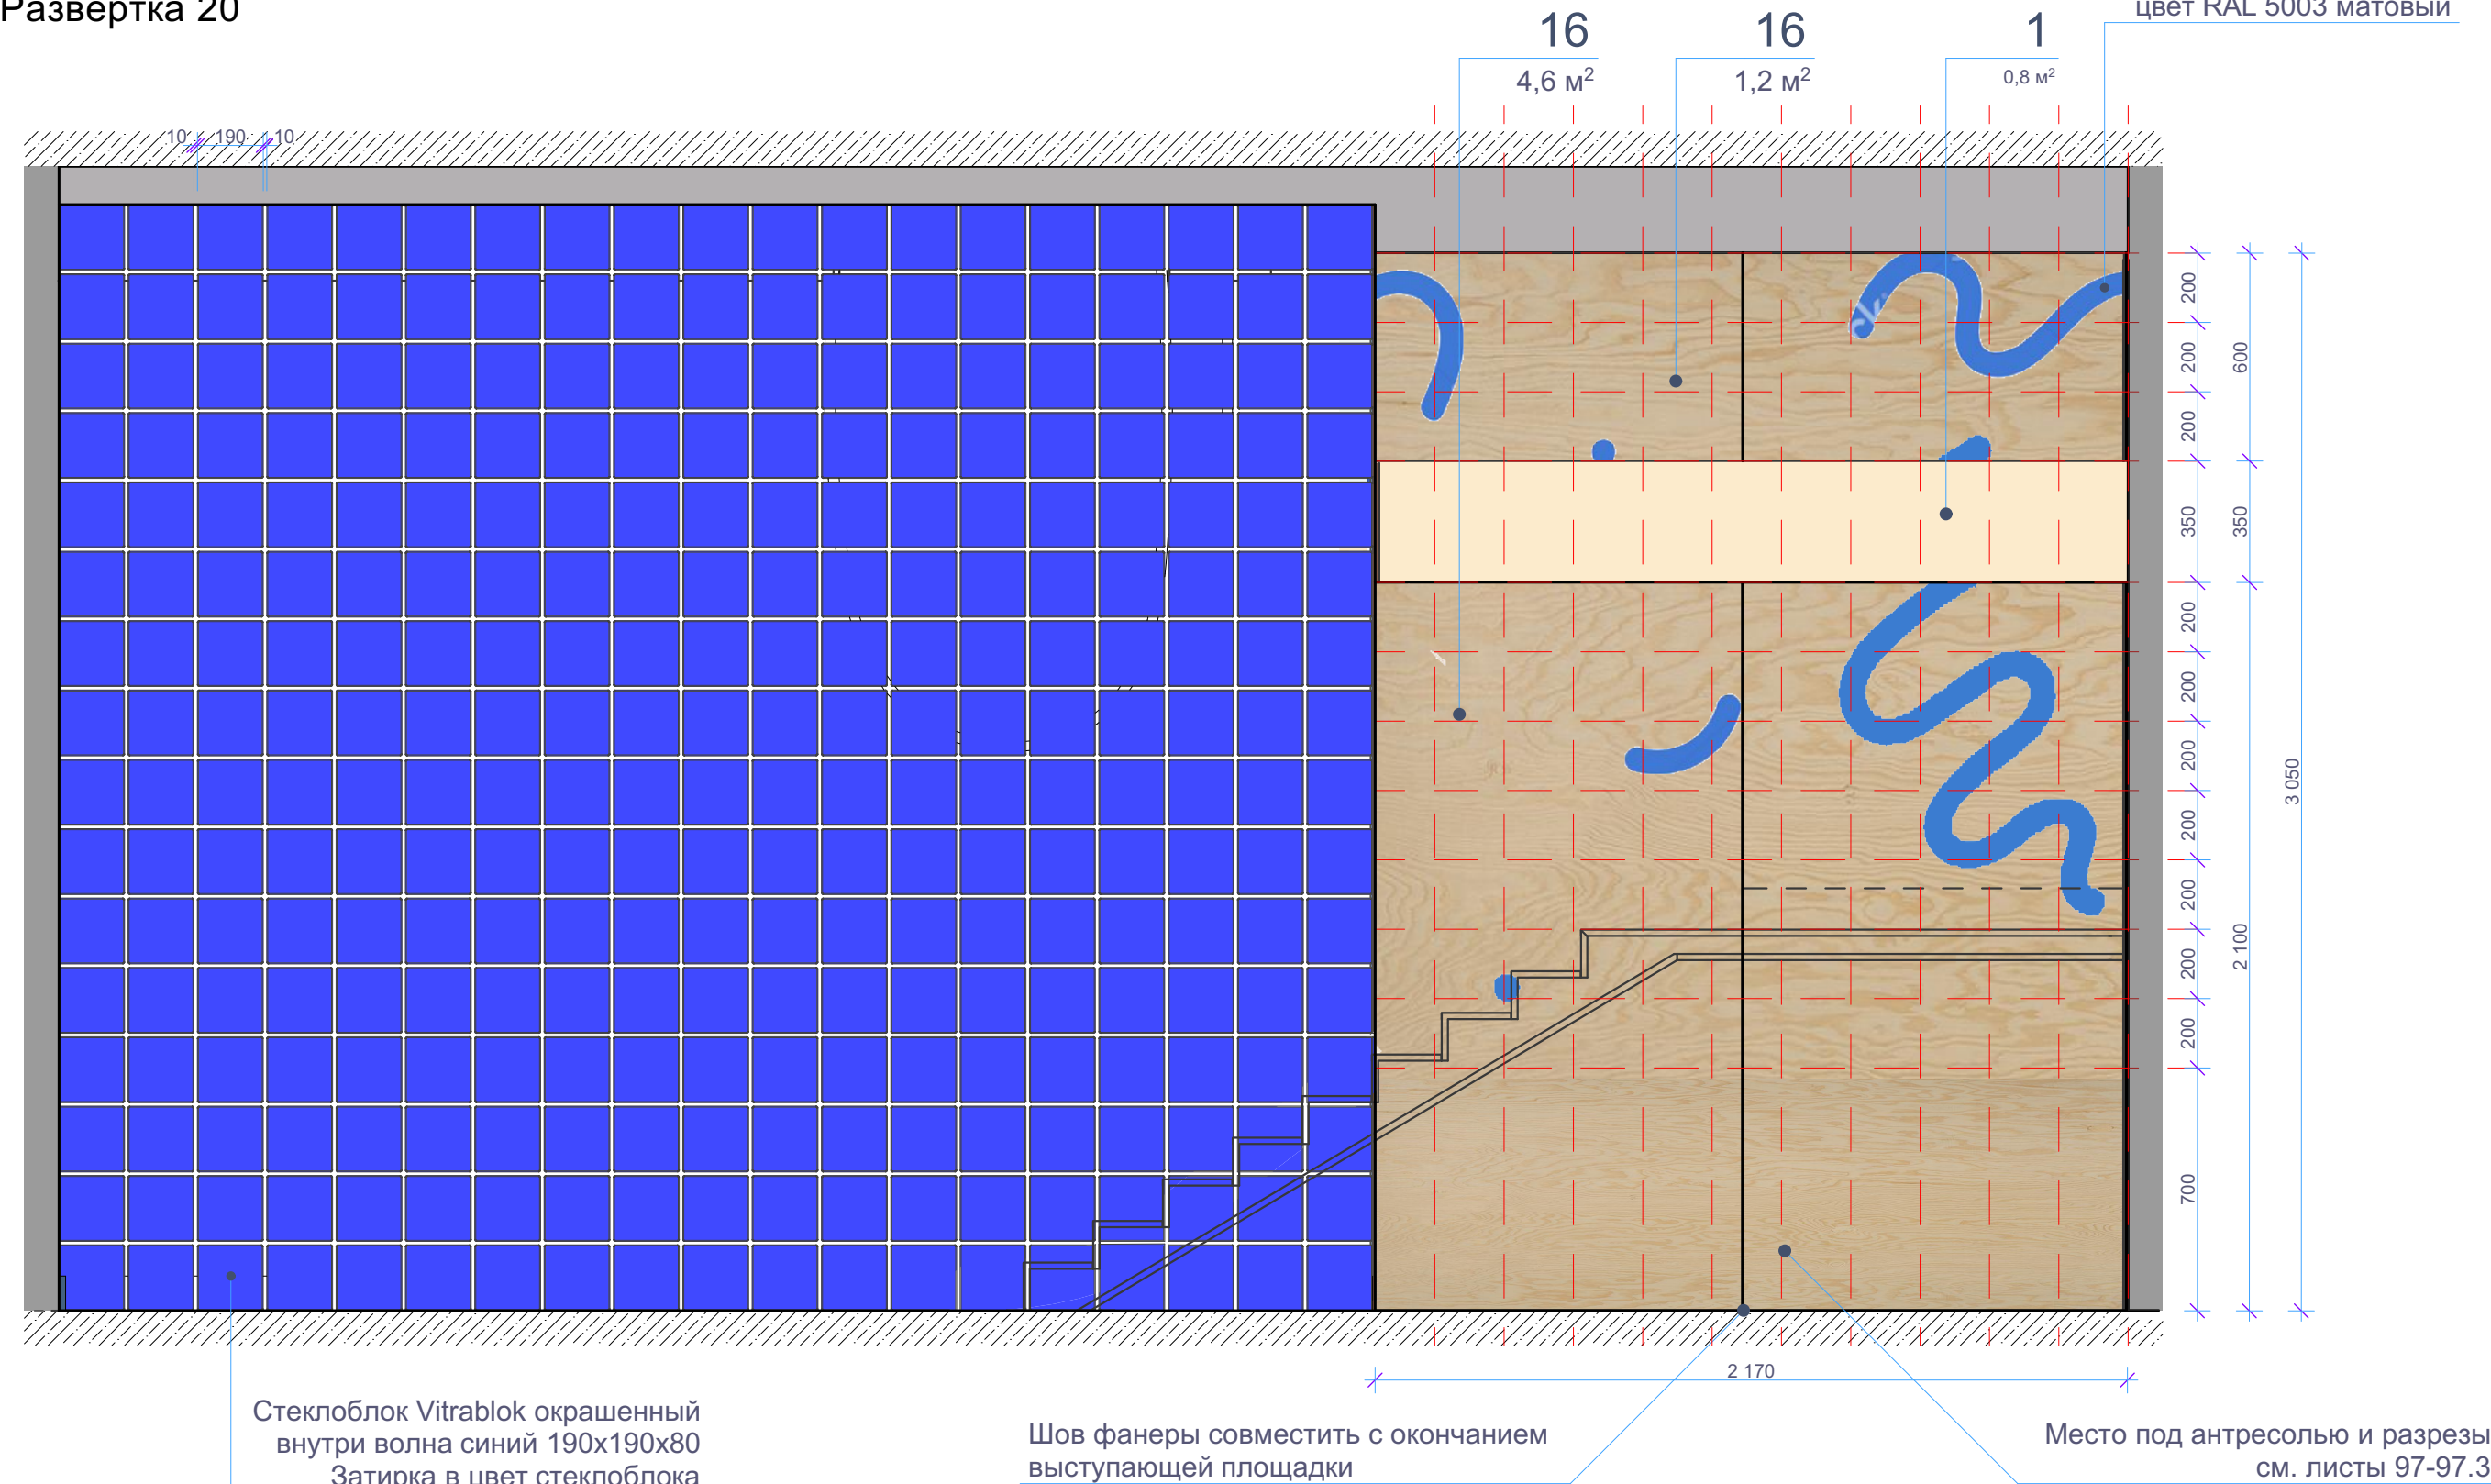 Развертка 20
цвет RAL 5003 матовый
16
4,6 м²
16
1,2 м²
1
0,8 м²
10 190 10
200
200
200
350
200
200
200
200
200
200
200
700
600
350
2 100
3 050
2 170
Стеклоблок Vitrablok окрашенный
внутри волна синий 190x190x80
Затирка в цвет стеклоблока
Шов фанеры совместить с окончанием
выступающей площадки
Место под антресолью и разрезы
см. листы 97-97.3